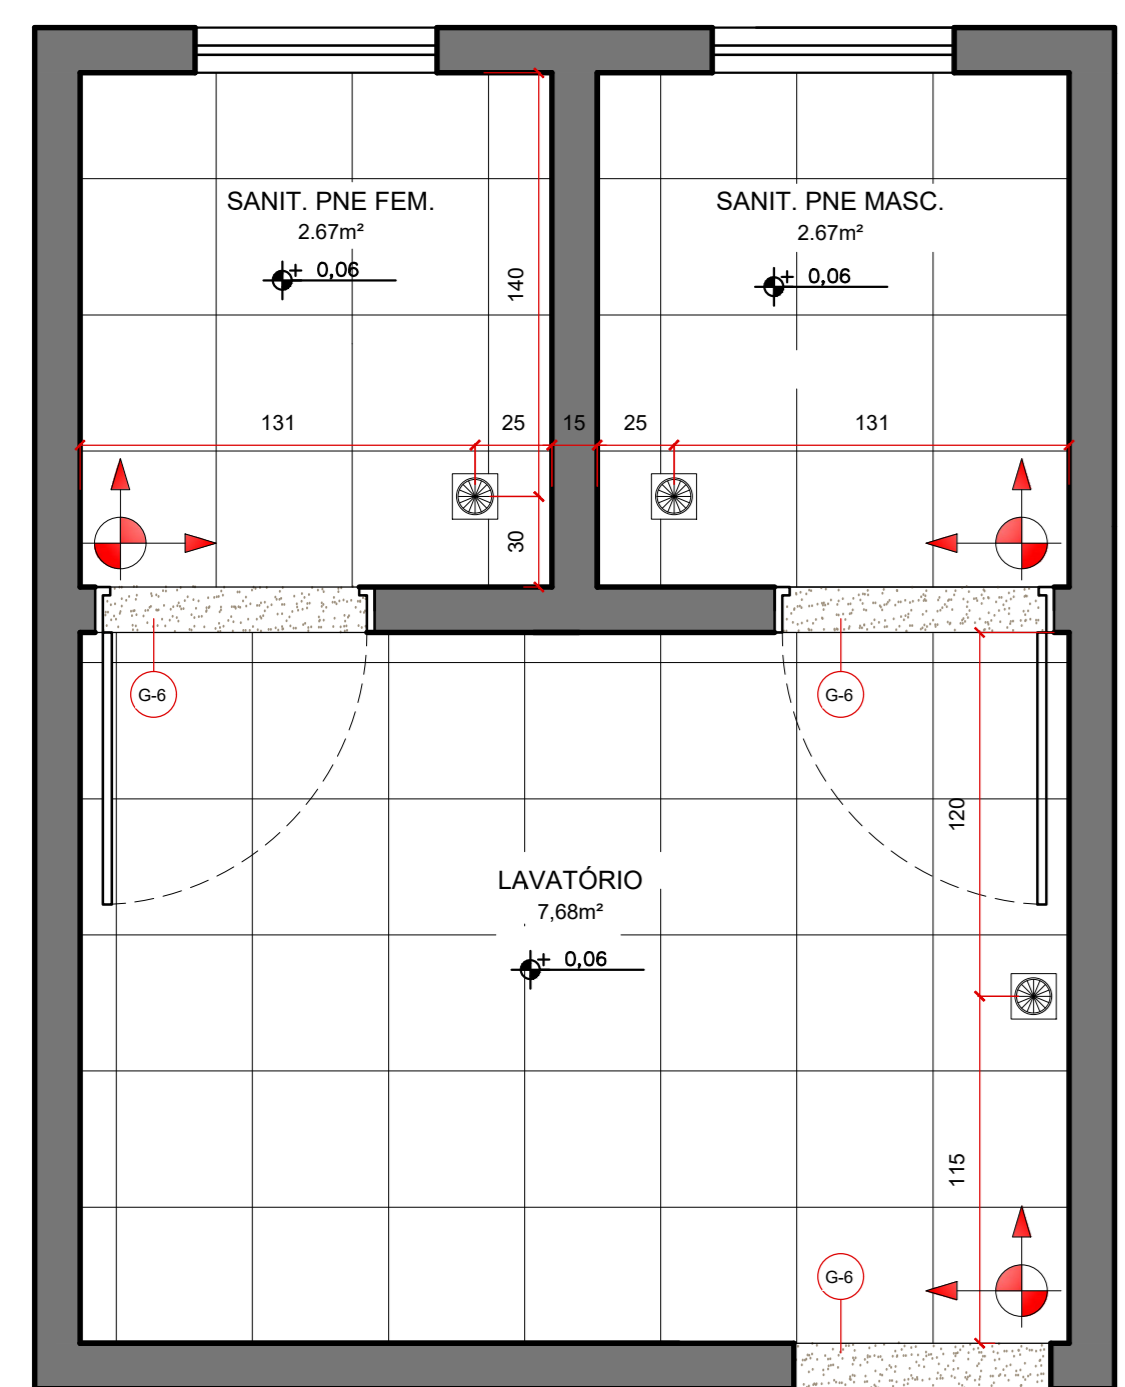 SANIT. PNE FEM.
2.67m²
+ 0,06
SANIT. PNE MASC.
2.67m²
+ 0,06
140
131
25
15
25
131
30
G-6
G-6
120
LAVATÓRIO
7,68m²
+ 0,06
115
G-6